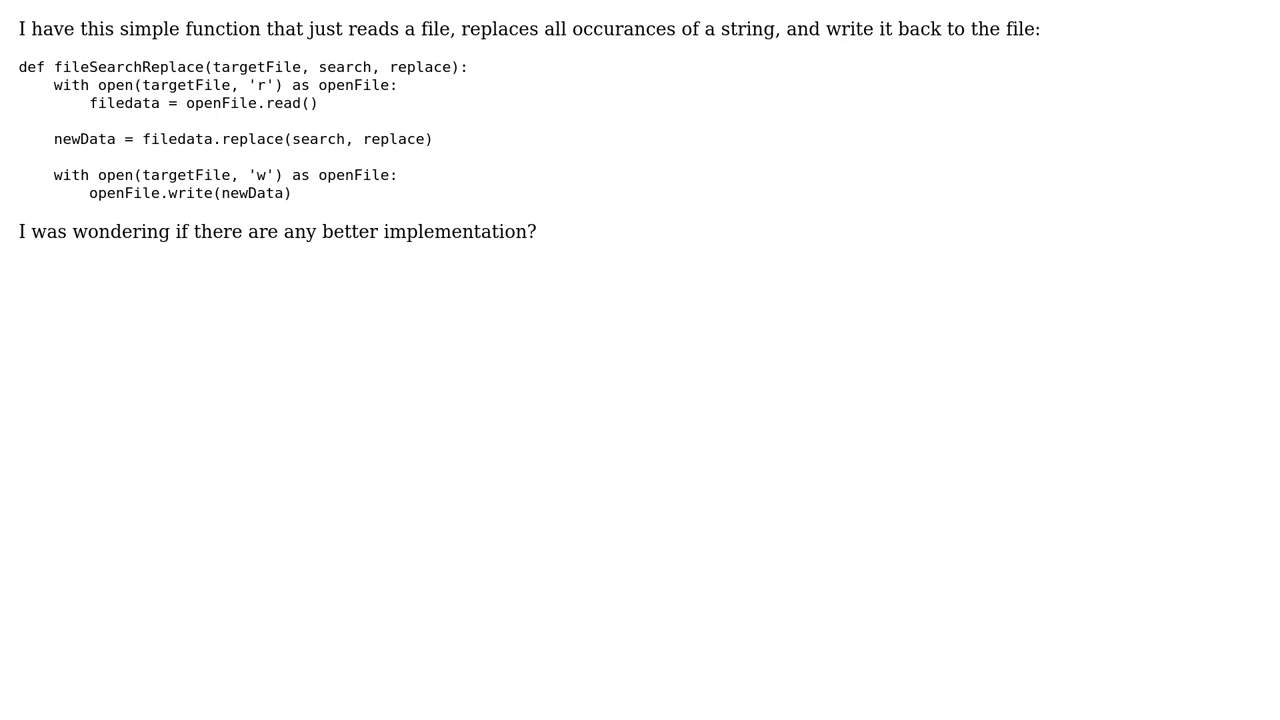 I have this simple function that just reads a file, replaces all occurances of a string, and write it back to the file:
def fileSearchReplace(targetFile, search, replace):
    with open(targetFile, 'r') as openFile:
        filedata = openFile.read()

    newData = filedata.replace(search, replace)

    with open(targetFile, 'w') as openFile:
        openFile.write(newData)
I was wondering if there are any better implementation?